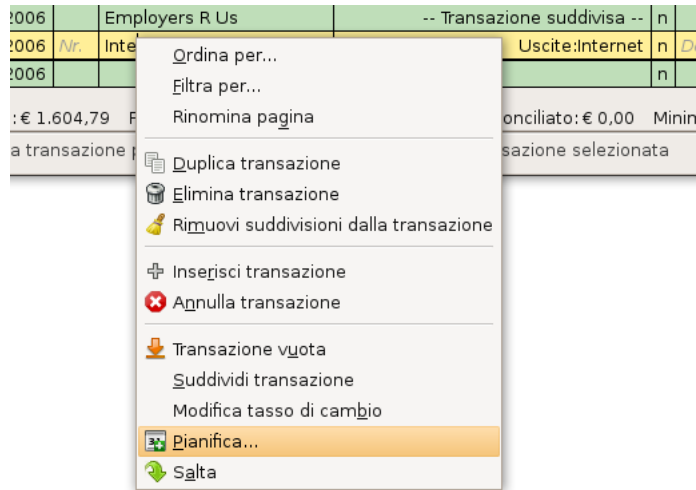 2006 Employers R Us -- Transazione suddivisa -- n
2006 Nr. Inte Uscite:Internet n
2006 n
: € 1.604,79 onciliato: € 0,00
a transazione sazione selezionata
Ordina per...
Filtra per...
Rinomina pagina
Duplica transazione
Elimina transazione
Rimuovi suddivisioni dalla transazione
Inserisci transazione
Annulla transazione
Transazione vuota
Suddividi transazione
Modifica tasso di cambio
Pianifica...
Salta